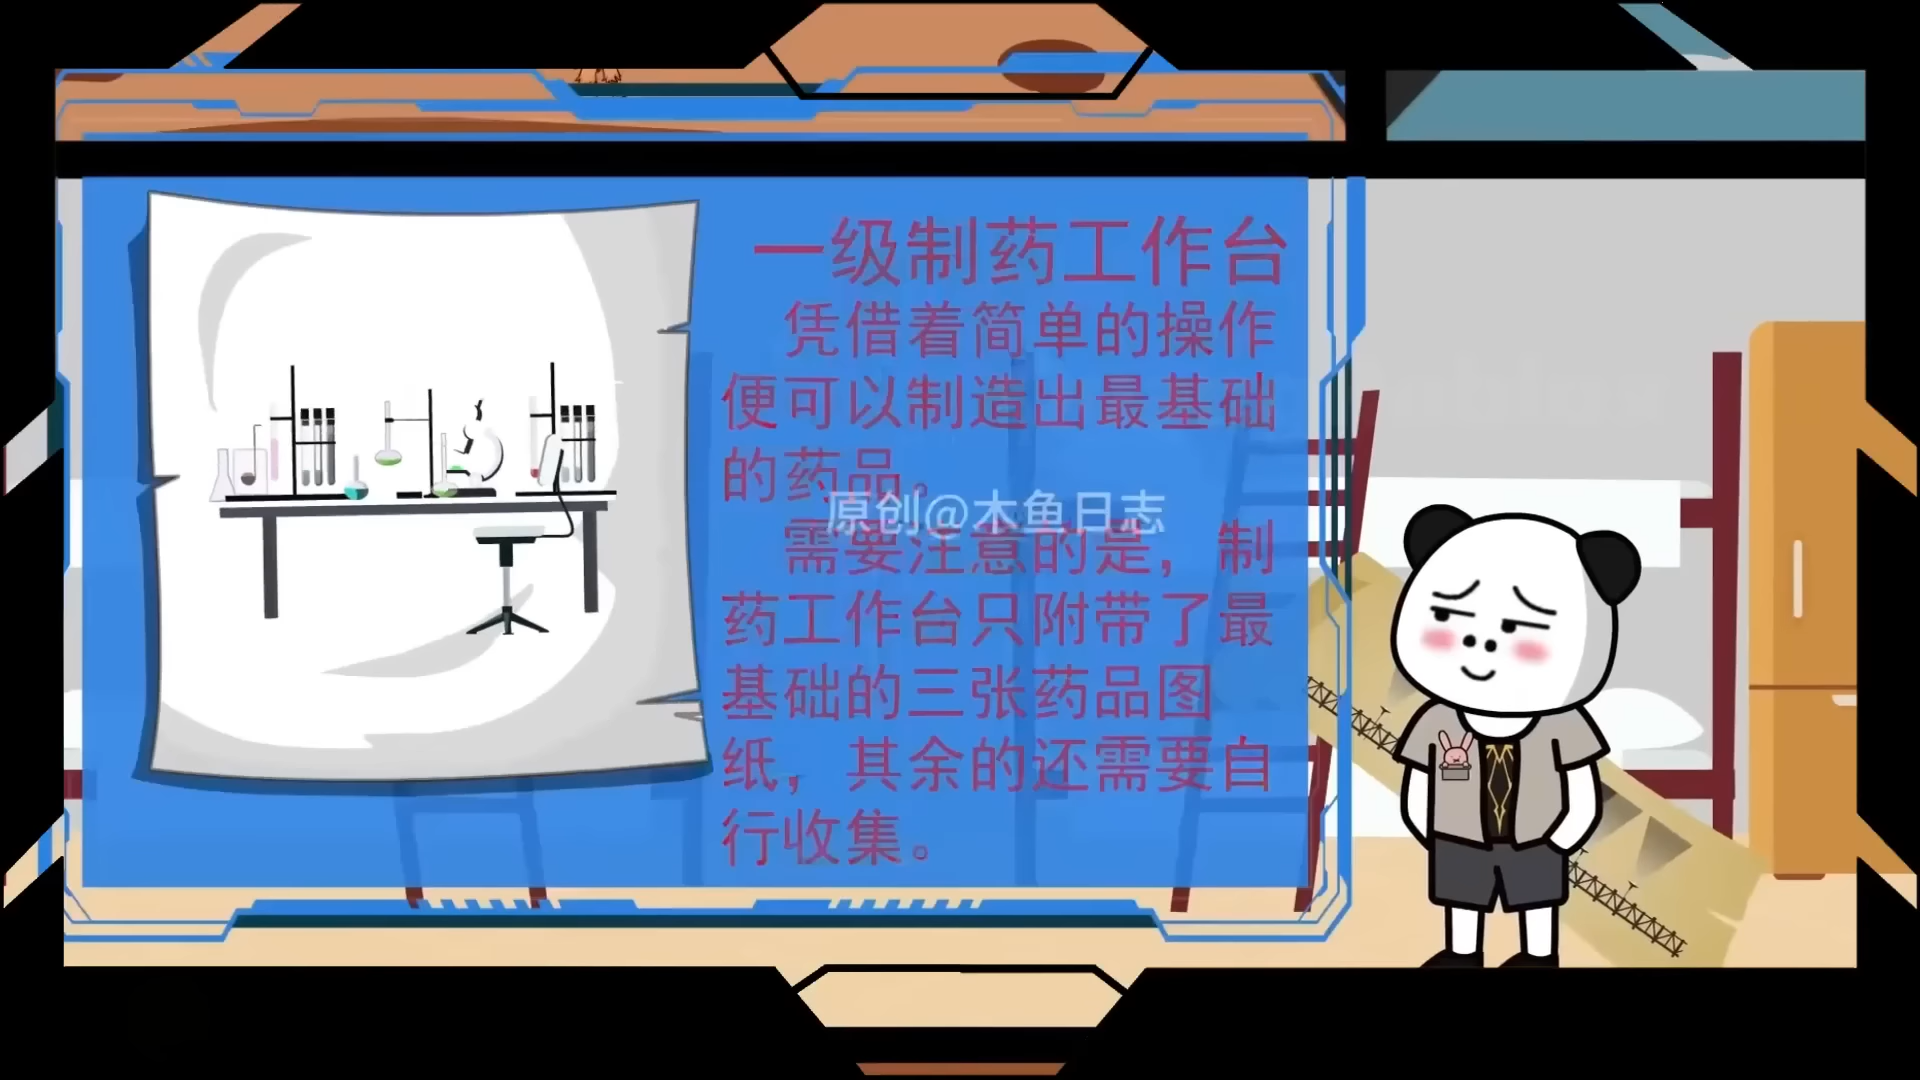 一级制药工作台
凭借着简单的操作
便可以制造出最基础
的药品。
原创@木鱼日志
需要注意的是，制
药工作台只附带了最
基础的三张药品图
纸，其余的还需要自
行收集。